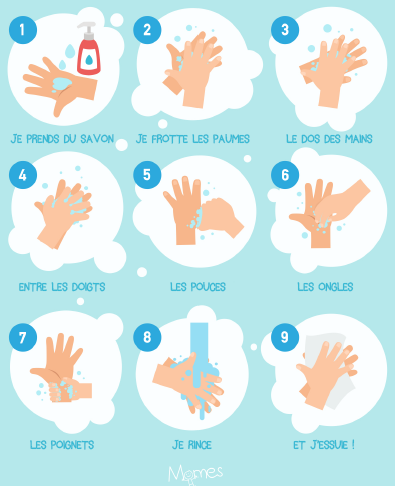 1
2
3
JE PRENDS DU SAVON
JE FROTTE LES PAUMES
LE DOS DES MAINS
4
5
6
ENTRE LES DOIGTS
LES POUCES
LES ONGLES
7
8
9
LES POIGNETS
JE RINCE
ET J'ESSUIE !
Momes